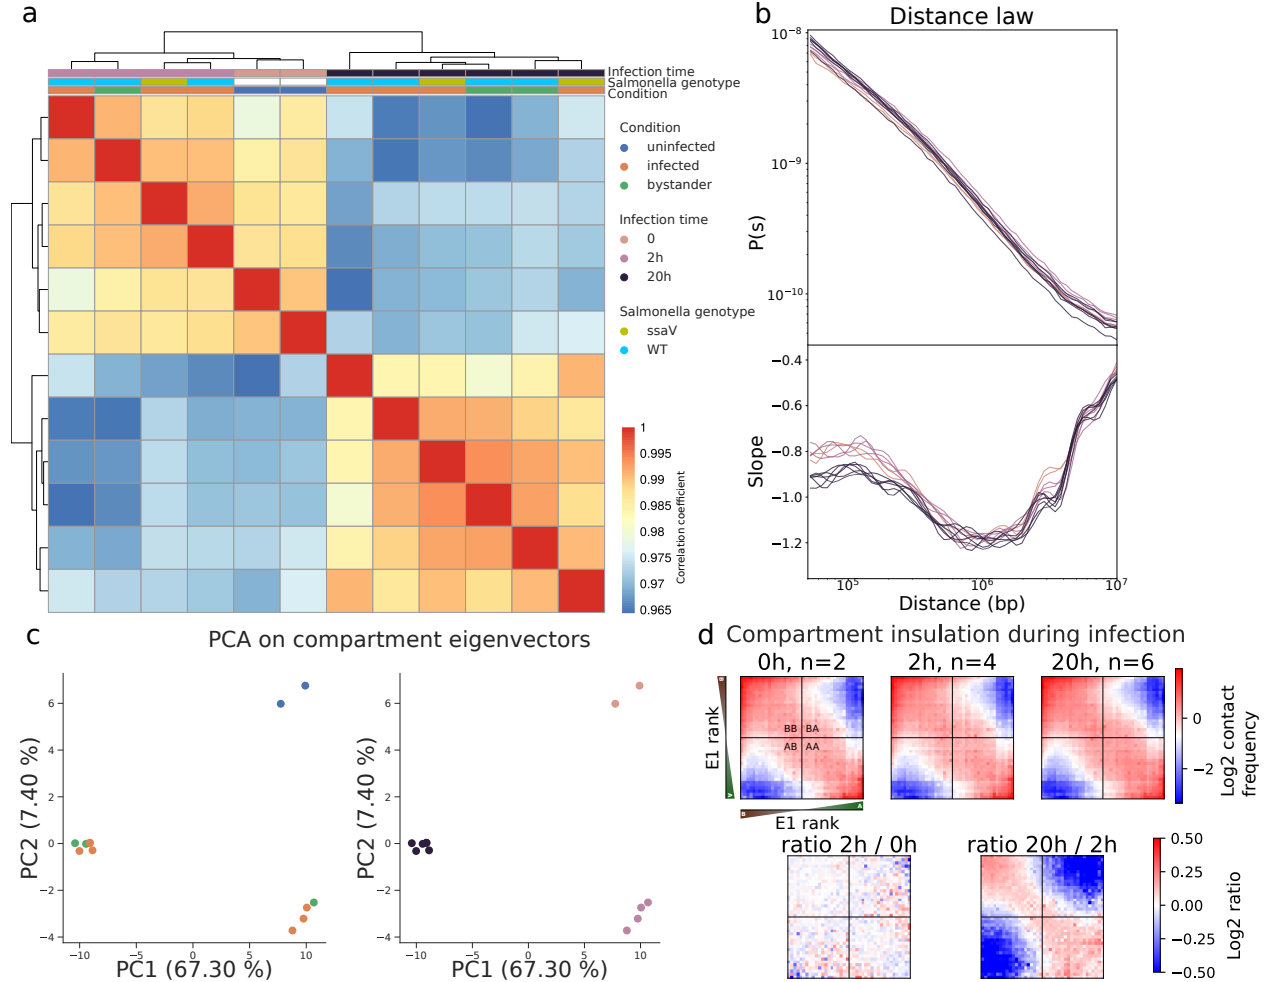 a
Infection time
Salmonella genotype
Condition
Condition
uninfected
infected
bystander
Infection time
0
2h
20h
Salmonella genotype
ssaV
WT
1
0.995
0.99
0.985
0.98
0.975
0.97
0.965
Correlation coefficient
b
Distance law
10⁻⁸
10⁻⁹
10⁻¹⁰
P(s)
−0.4
−0.6
−0.8
−1.0
−1.2
Slope
10⁵
10⁶
10⁷
Distance (bp)
c
PCA on compartment eigenvectors
6
4
2
0
−2
−4
PC2 (7.40 %)
−10
−5
0
5
10
PC1 (67.30 %)
6
4
2
0
−2
−4
PC2 (7.40 %)
−10
−5
0
5
10
PC1 (67.30 %)
d
Compartment insulation during infection
0h, n=2
2h, n=4
20h, n=6
B
E1 rank
A
BB BA
AB AA
B
A
E1 rank
0
−2
Log2 contact
frequency
ratio 2h / 0h
ratio 20h / 2h
0.50
0.25
0.00
−0.25
−0.50
Log2 ratio